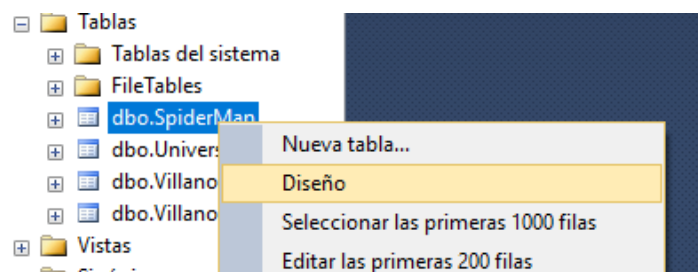 Tablas
Tablas del sistema
FileTables
dbo.SpiderMan
Nueva tabla...
Diseño
Seleccionar las primeras 1000 filas
Vistas
Editar las primeras 200 filas